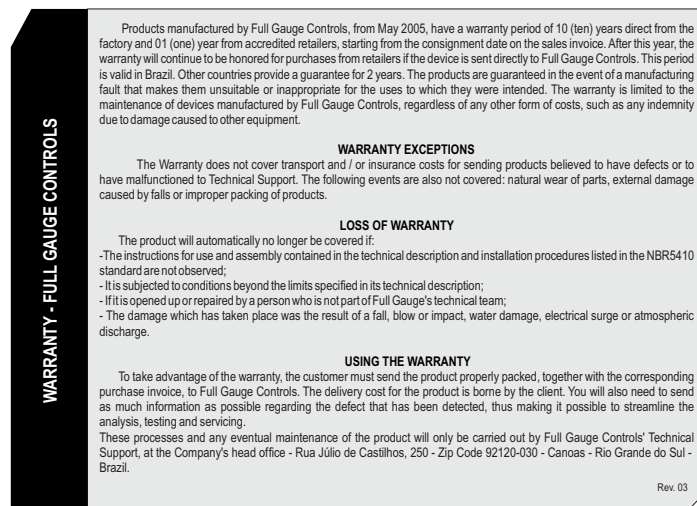 WARRANTY - FULL GAUGE CONTROLS
Products manufactured by Full Gauge Controls, from May 2005, have a warranty period of 10 (ten) years direct from the
factory and 01 (one) year from accredited retailers, starting from the consignment date on the sales invoice. After this year, the
warranty will continue to be honored for purchases from retailers if the device is sent directly to Full Gauge Controls. This period
is valid in Brazil. Other countries provide a guarantee for 2 years. The products are guaranteed in the event of a manufacturing
fault that makes them unsuitable or inappropriate for the uses to which they were intended. The warranty is limited to the
maintenance of devices manufactured by Full Gauge Controls, regardless of any other form of costs, such as any indemnity
due to damage caused to other equipment.
WARRANTY EXCEPTIONS
The Warranty does not cover transport and / or insurance costs for sending products believed to have defects or to
have malfunctioned to Technical Support. The following events are also not covered: natural wear of parts, external damage
caused by falls or improper packing of products.
LOSS OF WARRANTY
The product will automatically no longer be covered if:
-The instructions for use and assembly contained in the technical description and installation procedures listed in the NBR5410
standard are not observed;
- It is subjected to conditions beyond the limits specified in its technical description;
- If it is opened up or repaired by a person who is not part of Full Gauge's technical team;
- The damage which has taken place was the result of a fall, blow or impact, water damage, electrical surge or atmospheric
discharge.
USING THE WARRANTY
To take advantage of the warranty, the customer must send the product properly packed, together with the corresponding
purchase invoice, to Full Gauge Controls. The delivery cost for the product is borne by the client. You will also need to send
as much information as possible regarding the defect that has been detected, thus making it possible to streamline the
analysis, testing and servicing.
These processes and any eventual maintenance of the product will only be carried out by Full Gauge Controls' Technical
Support, at the Company's head office - Rua Júlio de Castilhos, 250 - Zip Code 92120-030 - Canoas - Rio Grande do Sul -
Brazil.
Rev. 03